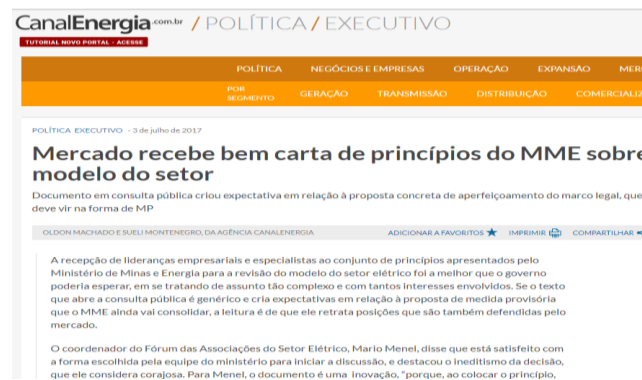 CanalEnergia.com.br / POLÍTICA / EXECUTIVO
TUTORIAL NOVO PORTAL - ACESSE
POLÍTICA NEGÓCIOS E EMPRESAS OPERAÇÃO EXPANSÃO MER
POR SEGMENTO GERAÇÃO TRANSMISSÃO DISTRIBUIÇÃO COMERCIALIZ
POLÍTICA EXECUTIVO - 3 de julho de 2017
Mercado recebe bem carta de princípios do MME sobre
modelo do setor
Documento em consulta pública criou expectativa em relação à proposta concreta de aperfeiçoamento do marco legal, que
deve vir na forma de MP
OLDON MACHADO E SUELI MONTENEGRO, DA AGÊNCIA CANALENERGIA ADICIONAR A FAVORITOS IMPRIMIR COMPARTILHAR
A recepção de lideranças empresariais e especialistas ao conjunto de princípios apresentados pelo
Ministério de Minas e Energia para a revisão do modelo do setor elétrico foi a melhor que o governo
poderia esperar, em se tratando de assunto tão complexo e com tantos interesses envolvidos. Se o texto
que abre a consulta pública é genérico e cria expectativas em relação à proposta de medida provisória
que o MME ainda vai consolidar, a leitura é de que ele retrata posições que são também defendidas pelo
mercado.
O coordenador do Fórum das Associações do Setor Elétrico, Mario Menel, disse que está satisfeito com
a forma escolhida pela equipe do ministério para iniciar a discussão, e destacou o ineditismo da decisão,
que ele considera corajosa. Para Menel, o documento é uma inovação, "porque, ao colocar o princípio,